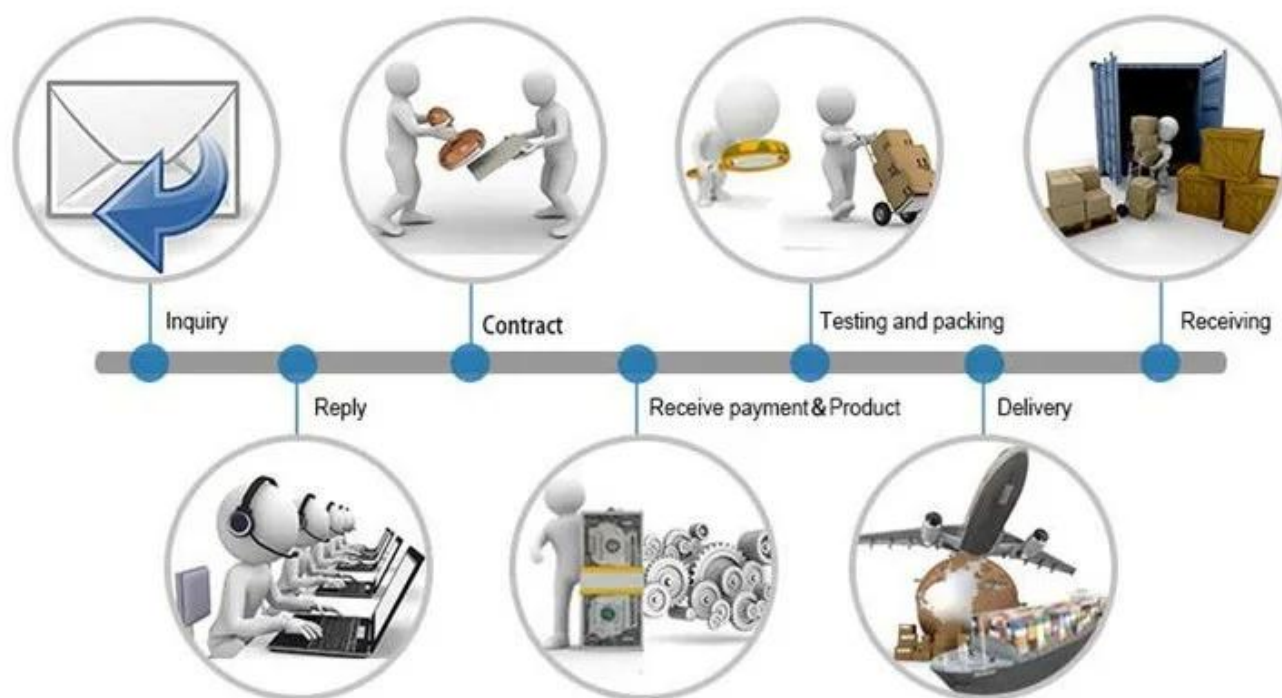 Inquiry
Reply
Contract
Receive payment & Product
Testing and packing
Delivery
Receiving